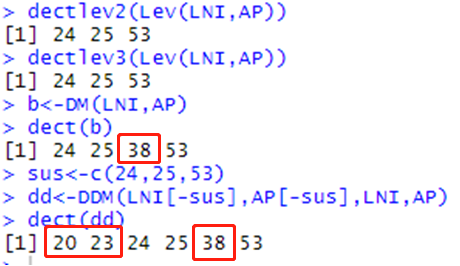 > dectlev2(Lev(LNI,AP))
[1] 24 25 53
> dectlev3(Lev(LNI,AP))
[1] 24 25 53
> b<-DM(LNI,AP)
> dect(b)
[1] 24 25 38 53
> sus<-c(24,25,53)
> dd<-DDM(LNI[-sus],AP[-sus],LNI,AP)
> dect(dd)
[1] 20 23 24 25 38 53
>